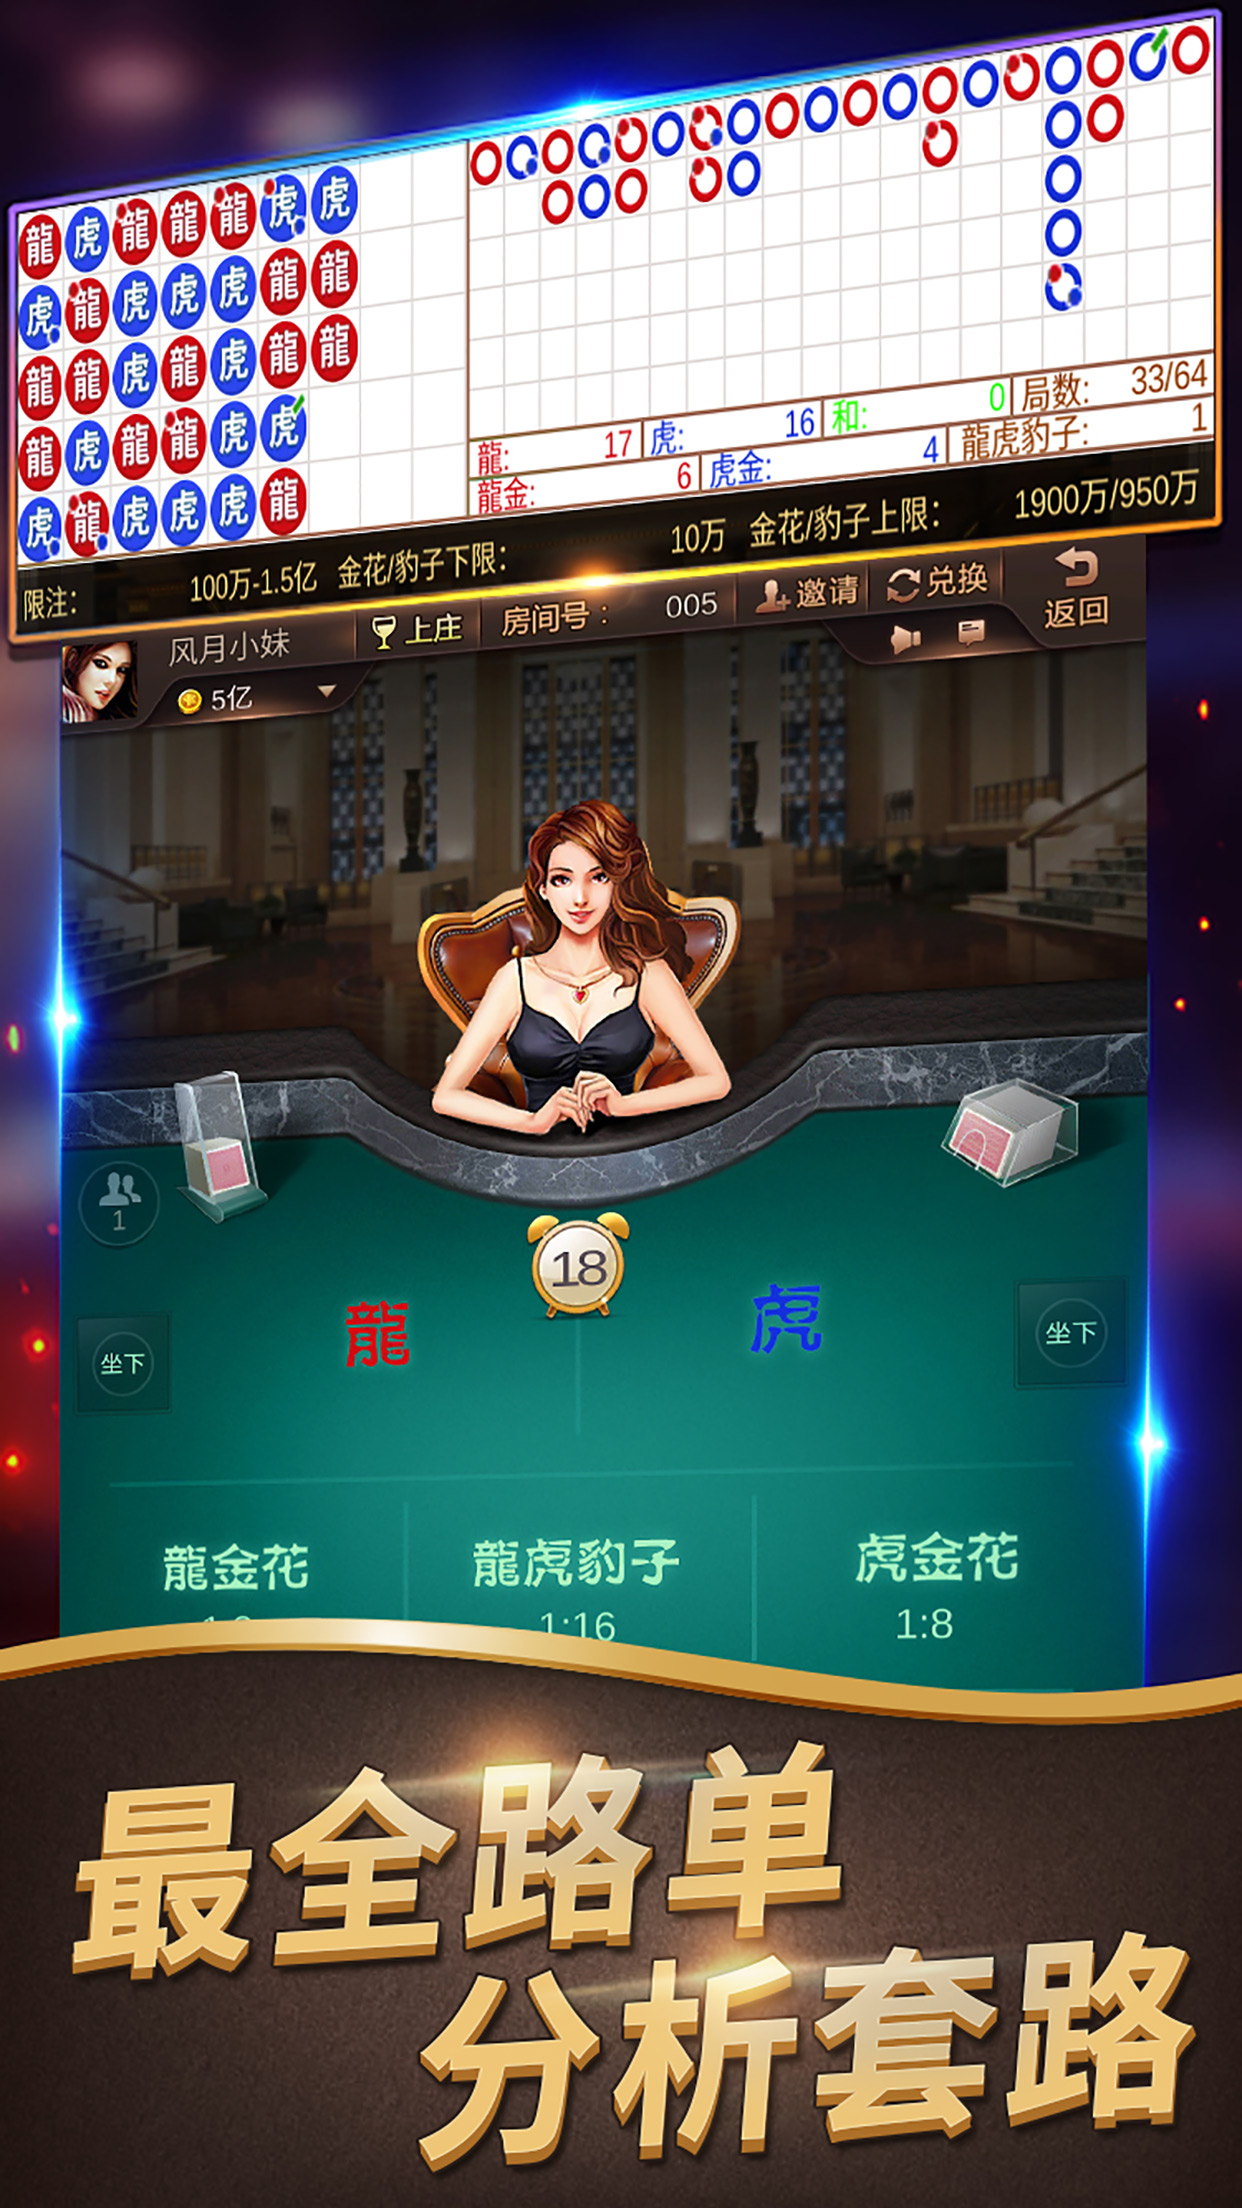 龍 虎 龍 龍 龍 虎 虎
虎 龍 虎 虎 虎 龍 龍
龍 龍 虎 龍 虎 龍 龍
龍 虎 龍 龍 虎 虎
虎 龍 虎 虎 虎 龍
龍: 17 虎: 16 和: 0 局数: 33/64
龍金: 6 虎金: 4 龍虎豹子: 1
限注: 100万-1.5亿 金花/豹子下限: 10万 金花/豹子上限: 1900万/950万
风月小妹 上庄 房间号: 005 邀请 兑换 返回
5亿
1
18
龍 虎
坐下 坐下
龍金花 龍虎豹子 虎金花
1:16 1:8
最全路单
分析套路